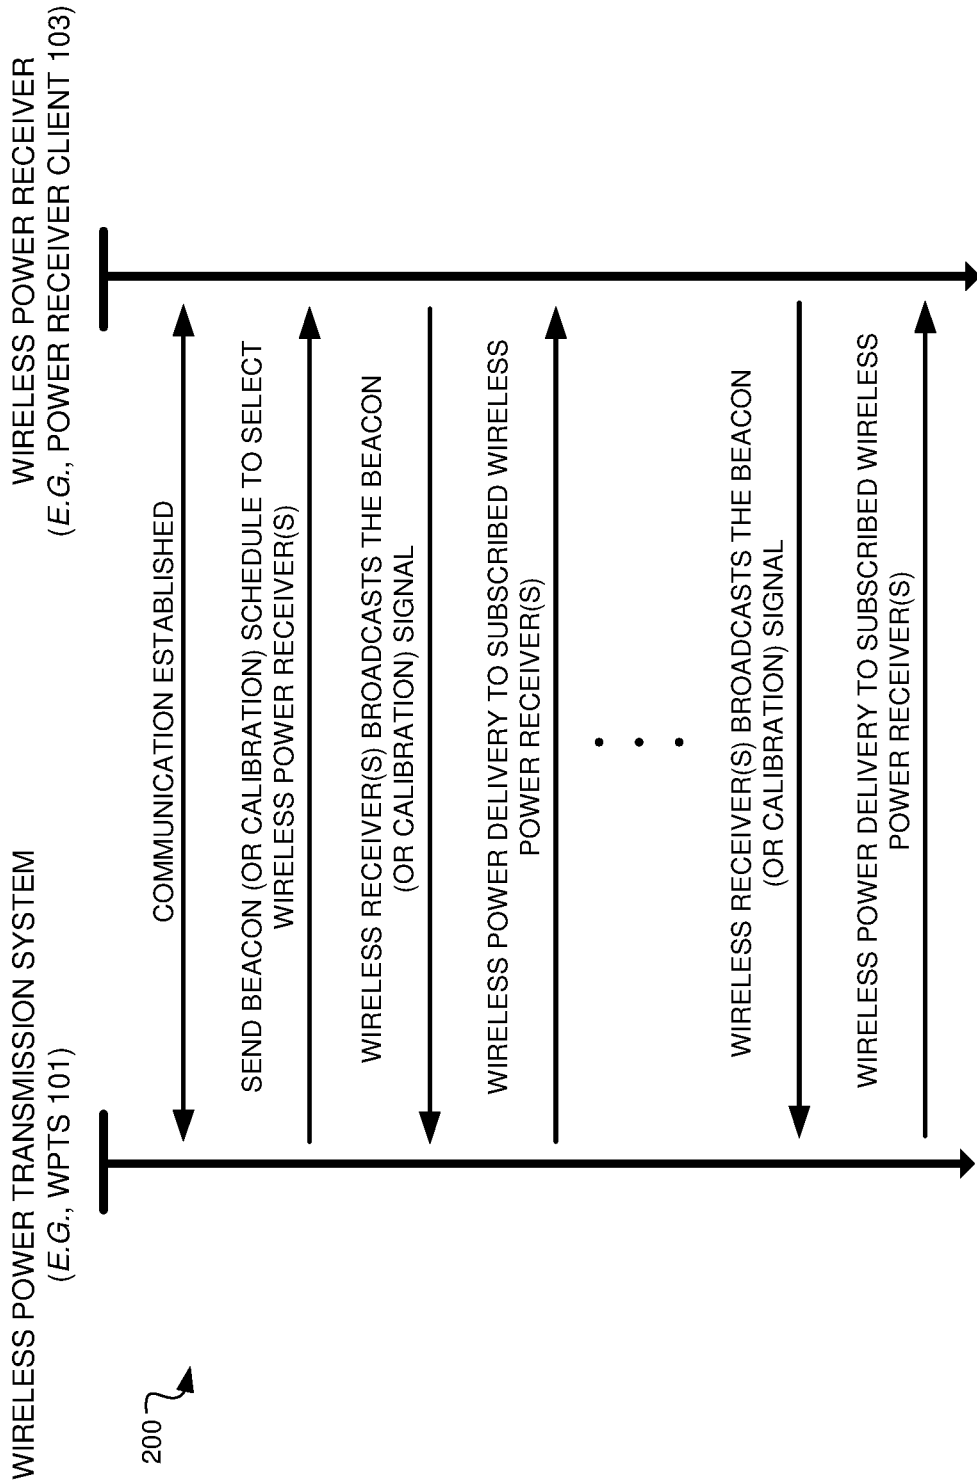 WIRELESS POWER TRANSMISSION SYSTEM
(E.G., WPTS 101)
WIRELESS POWER RECEIVER
(E.G., POWER RECEIVER CLIENT 103)
200
COMMUNICATION ESTABLISHED
SEND BEACON (OR CALIBRATION) SCHEDULE TO SELECT
WIRELESS POWER RECEIVER(S)
WIRELESS RECEIVER(S) BROADCASTS THE BEACON
(OR CALIBRATION) SIGNAL
WIRELESS POWER DELIVERY TO SUBSCRIBED WIRELESS
POWER RECEIVER(S)
. . .
WIRELESS RECEIVER(S) BROADCASTS THE BEACON
(OR CALIBRATION) SIGNAL
WIRELESS POWER DELIVERY TO SUBSCRIBED WIRELESS
POWER RECEIVER(S)